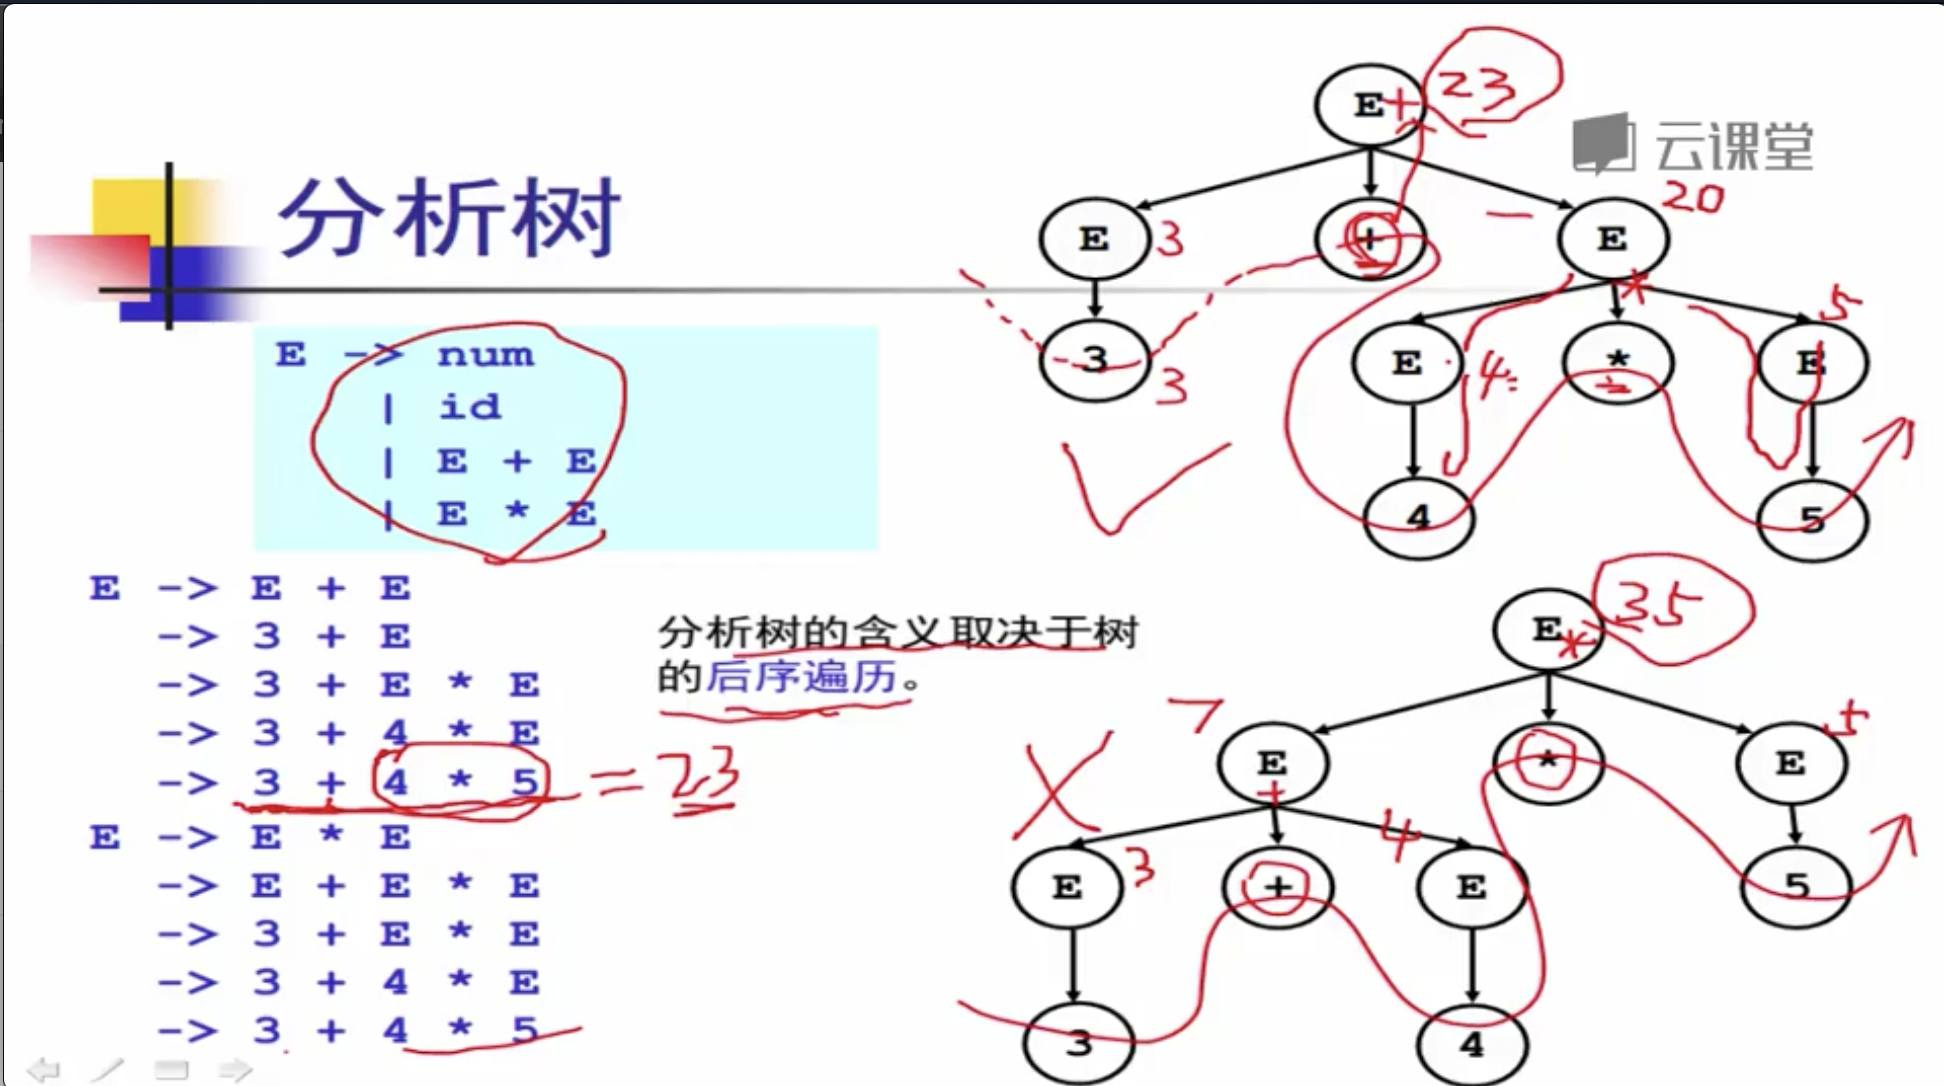 分析树
云课堂
E -> num
| id
| E + E
| E * E
E -> E + E
-> 3 + E
-> 3 + E * E
-> 3 + 4 * E
-> 3 + 4 * 5 = 23
E -> E * E
-> E + E * E
-> 3 + E * E
-> 3 + 4 * E
-> 3 + 4 * 5
分析树的含义取决于树
的后序遍历。
E + 23
E 3 + E 20
*
3 3 E 4 * E 5
4 5
E * 35
7 E * E 5
+
E 3 + 4 E 5
3 4